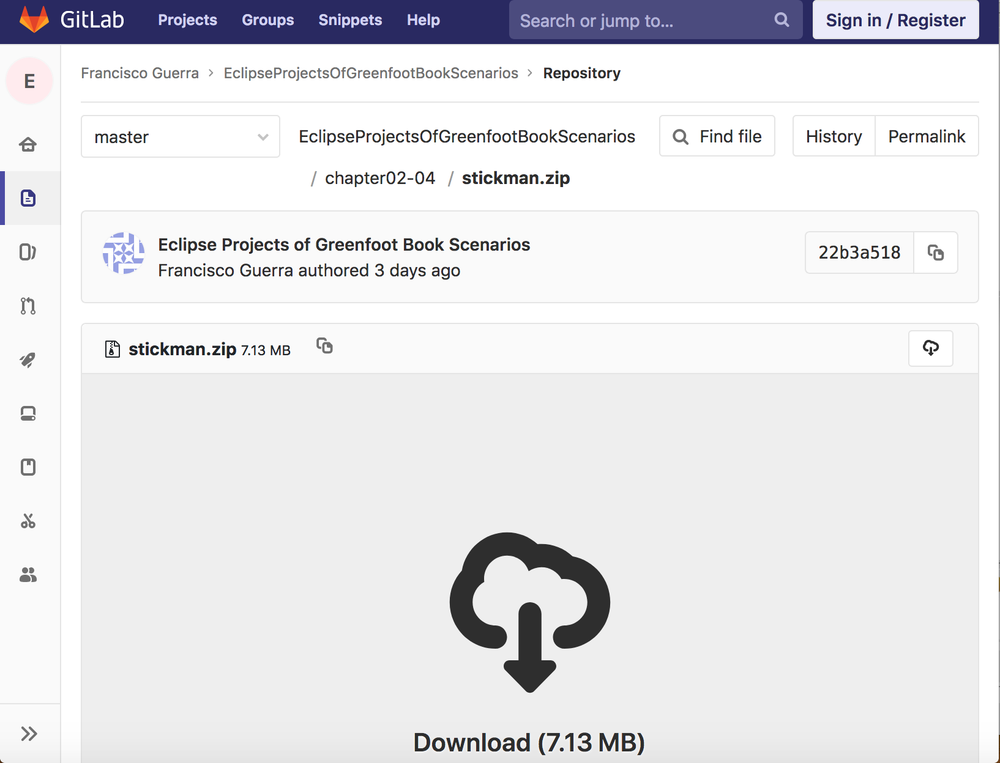 GitLab Projects Groups Snippets Help Search or jump to... Sign in / Register
E
Francisco Guerra > EclipseProjectsOfGreenfootBookScenarios > Repository
master EclipseProjectsOfGreenfootBookScenarios Find file History Permalink
/ chapter02-04 / stickman.zip
Eclipse Projects of Greenfoot Book Scenarios
Francisco Guerra authored 3 days ago
22b3a518
stickman.zip 7.13 MB
Download (7.13 MB)